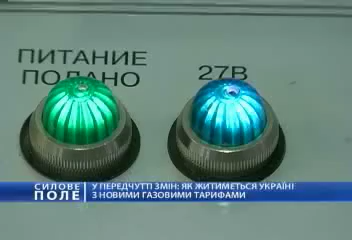 ПИТАНИЕ
ПОДАНО
27В
СИЛОВЕ
ПОЛЕ
У ПЕРЕДЧУТТІ ЗМІН: ЯК ЖИТИМЕТЬСЯ УКРАЇНІ
З НОВИМИ ГАЗОВИМИ ТАРИФАМИ